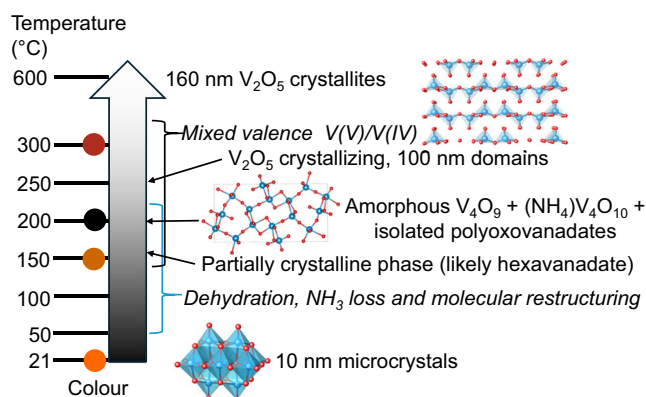 Temperature
(°C)
600
160 nm V₂O₅ crystallites
Mixed valence V(V)/V(IV)
300
V₂O₅ crystallizing, 100 nm domains
250
200
Amorphous V₄O₉ + (NH₄)V₄O₁₀ +
isolated polyoxovanadates
150
Partially crystalline phase (likely hexavanadate)
100
Dehydration, NH₃ loss and molecular restructuring
50
21
10 nm microcrystals
Colour